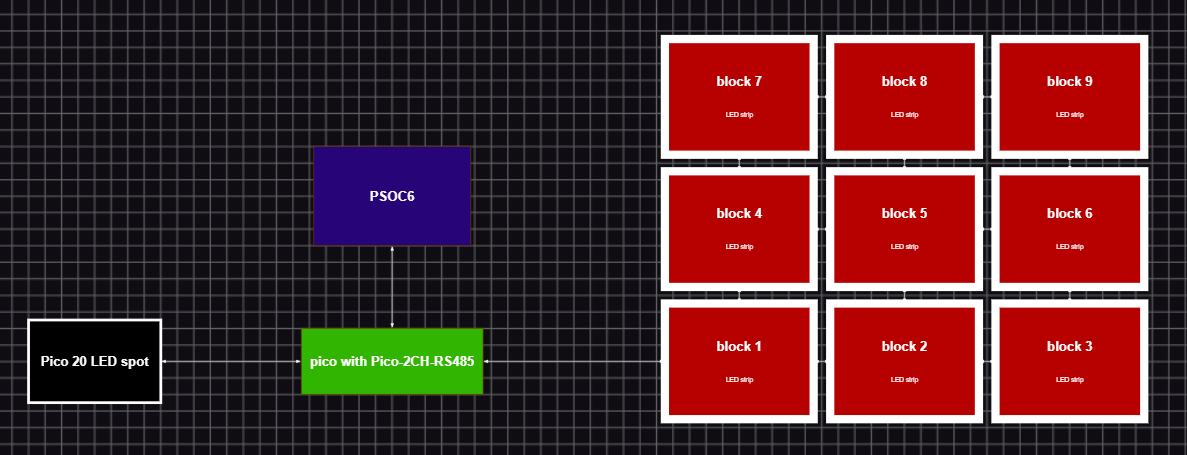 block 7
LED strip
block 8
LED strip
block 9
LED strip
PSOC6
block 4
LED strip
block 5
LED strip
block 6
LED strip
Pico 20 LED spot
pico with Pico-2CH-RS485
block 1
LED strip
block 2
LED strip
block 3
LED strip